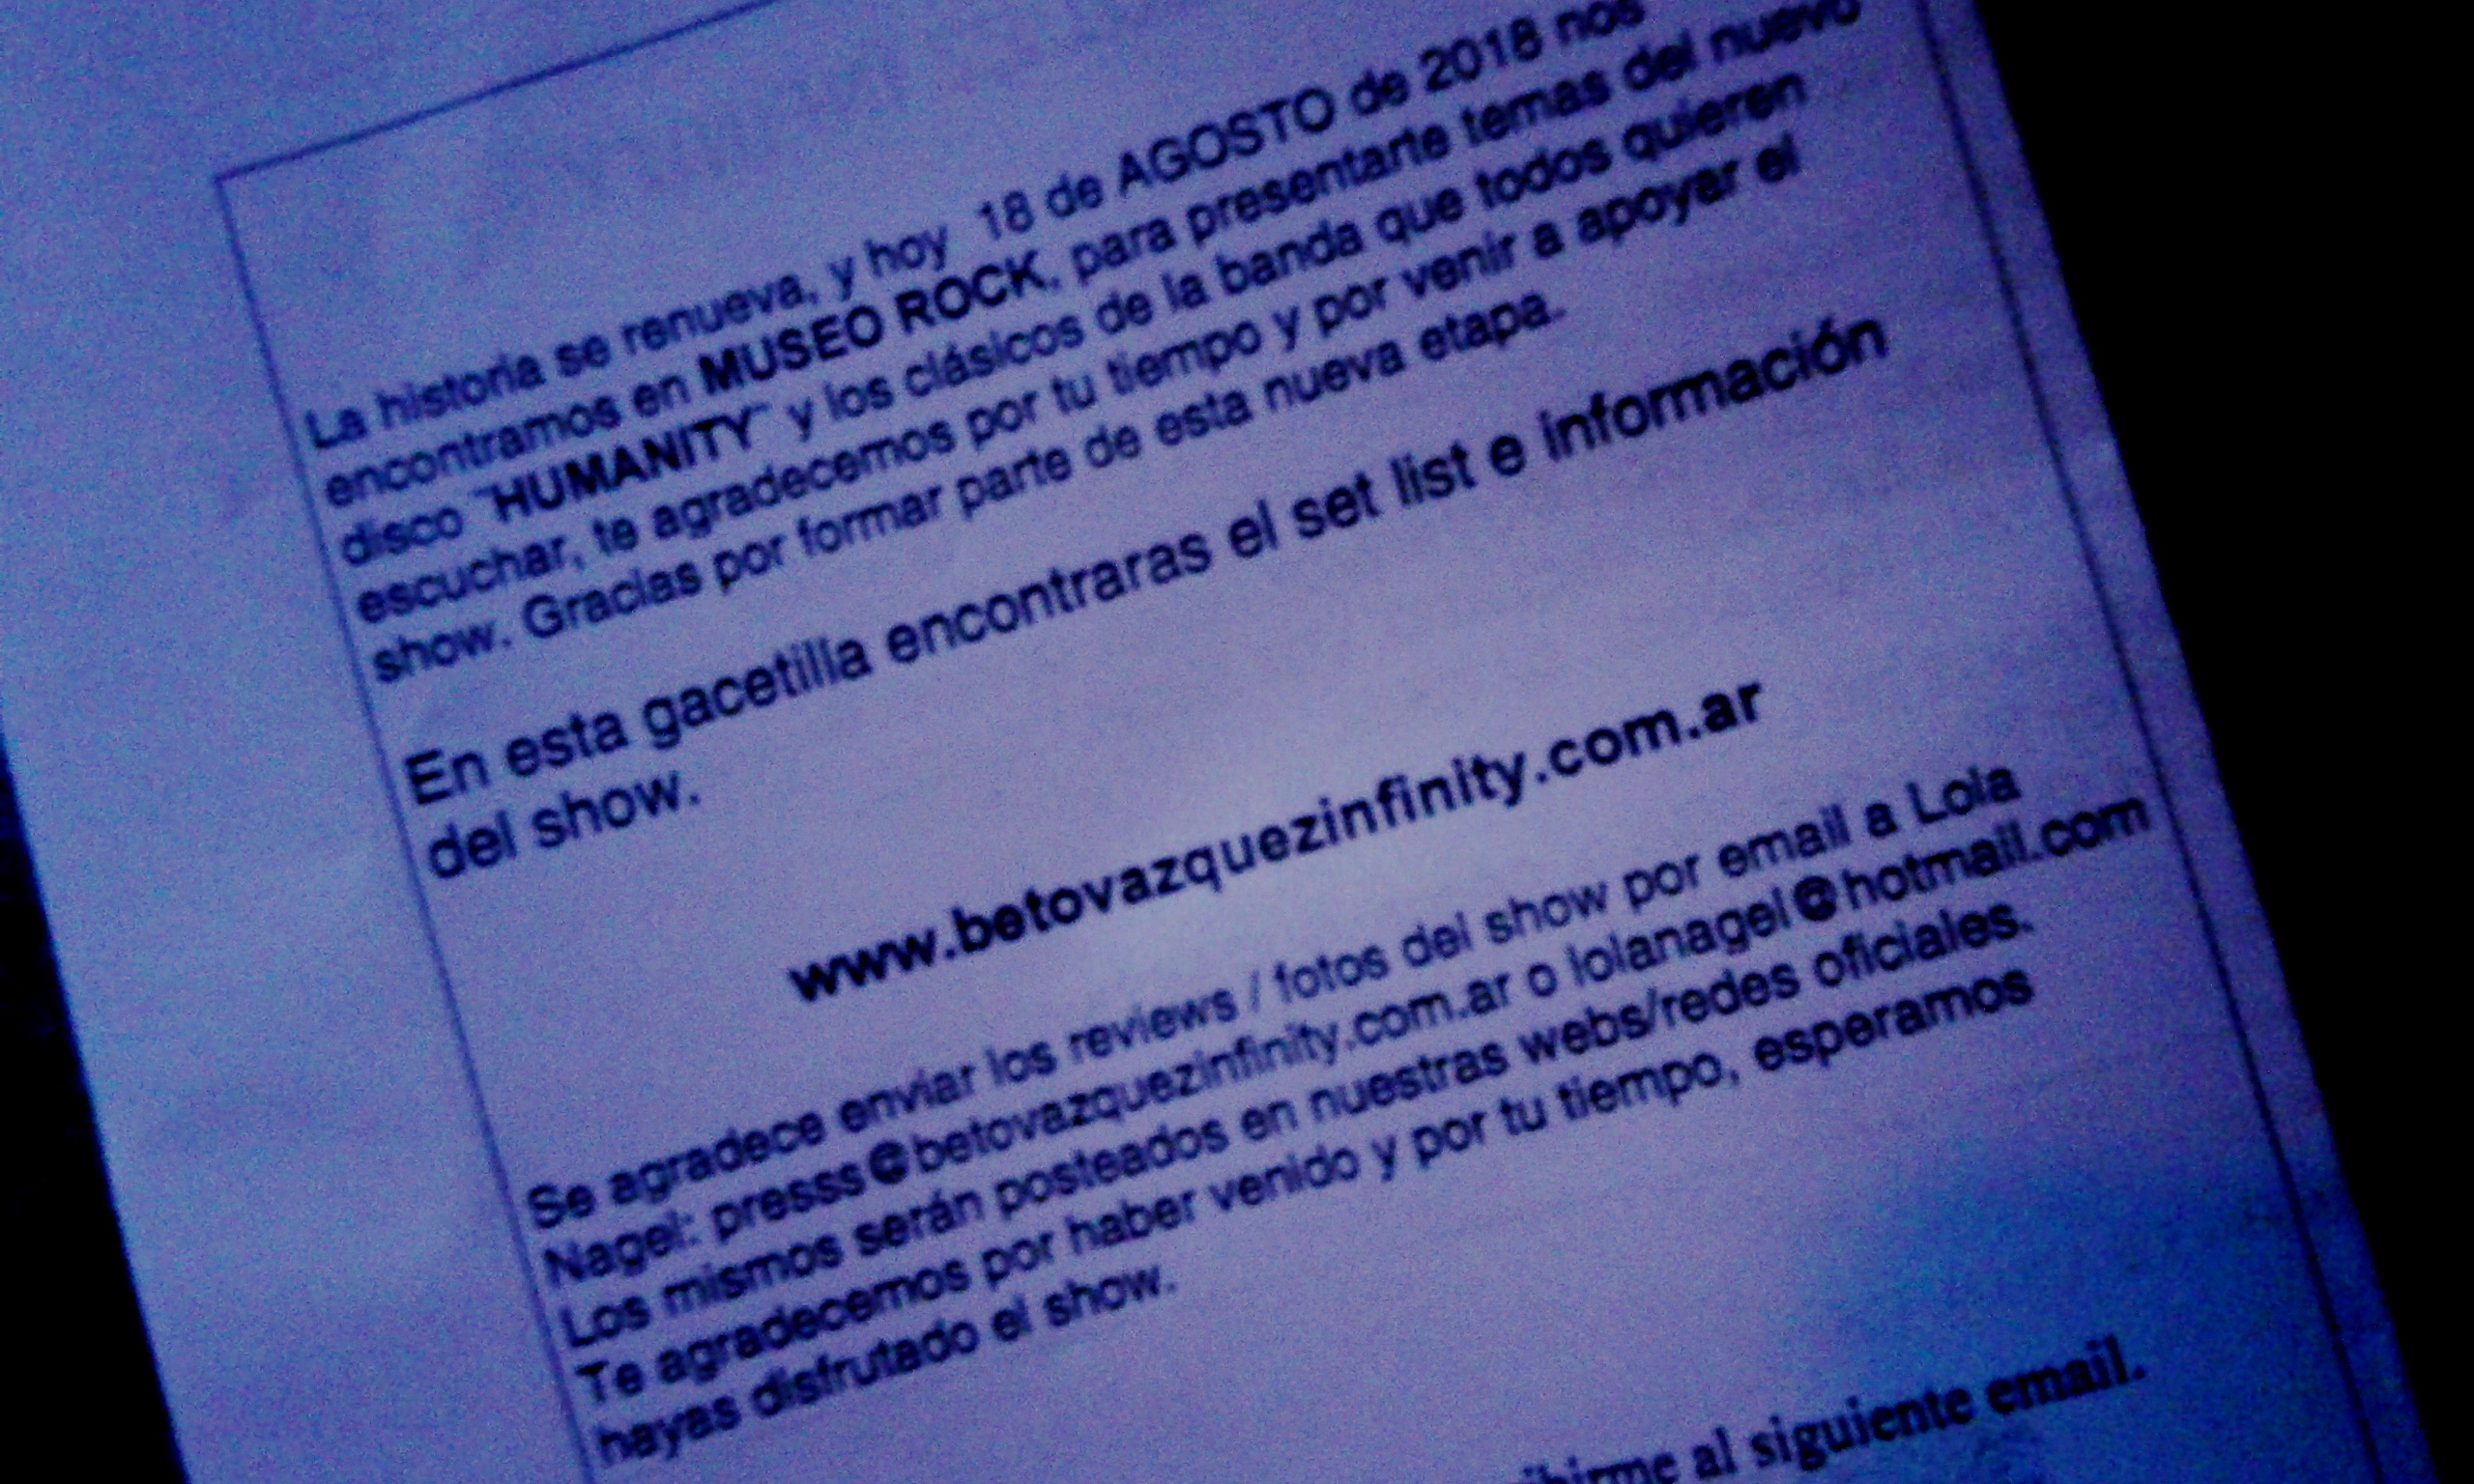 La historia se renueva, y hoy 18 de AGOSTO de 2018 nos
encontramos en MUSEO ROCK, para presentarte temas del nuevo
disco ¨HUMANITY¨ y los clásicos de la banda que todos quieren
escuchar, te agradecemos por tu tiempo y por venir a apoyar el
show. Gracias por formar parte de esta nueva etapa.
En esta gacetilla encontraras el set list e información
del show.
www.betovazquezinfinity.com.ar
Se agradece enviar los reviews / fotos del show por email a Lola
Nagel: presss@betovazquezinfinity.com.ar o lolanagel@hotmail.com
Los mismos serán posteados en nuestras webs/redes oficiales.
Te agradecemos por haber venido y por tu tiempo, esperamos
hayas disfrutado el show.
al siguiente email.